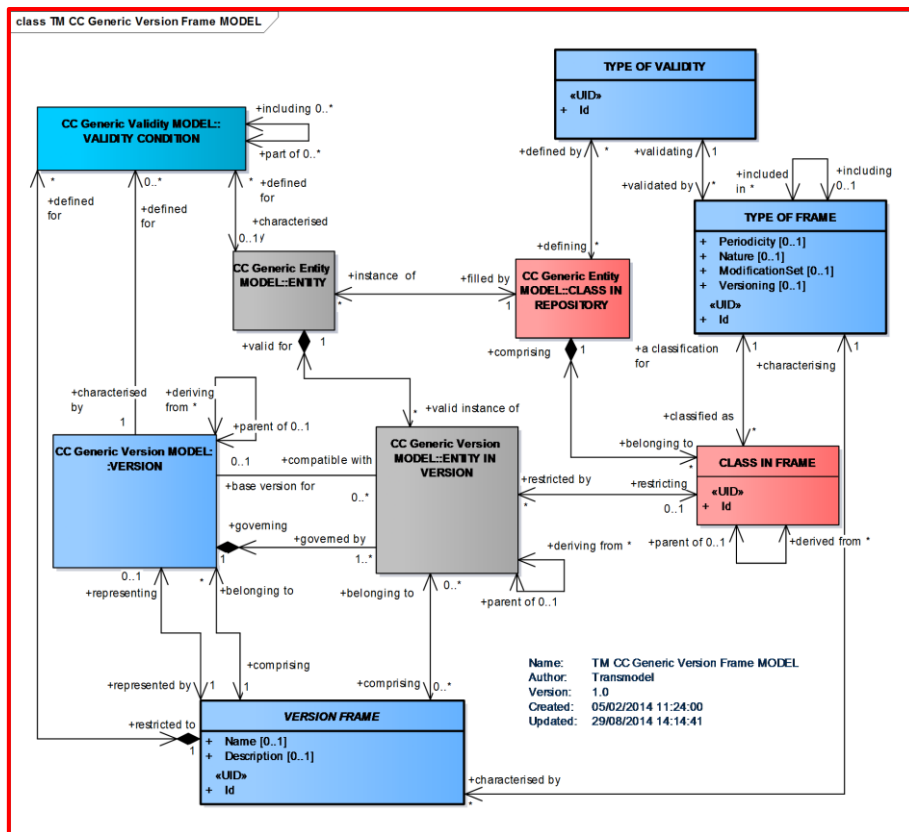 class TM CC Generic Version Frame MODEL
TYPE OF VALIDITY
«UID»
+ Id
CC Generic Validity MODEL::
VALIDITY CONDITION
+including 0..*
+part of 0..*
*
+defined
for
0..*
+defined
for
*
+defined
for
+characterised
y
0..1
+defined by
*
+validating
1
+validated by
*
+included
in *
+including
0..1
TYPE OF FRAME
+ Periodicity [0..1]
+ Nature [0..1]
+ ModificationSet [0..1]
+ Versioning [0..1]
«UID»
+ Id
+defining
*
CC Generic Entity
MODEL::ENTITY
+instance of
*
+filled by
1
CC Generic Entity
MODEL::CLASS IN
REPOSITORY
+valid for
1
+comprising
1
+a classification
for
1
+characterising
1
+characterised
by
1
+deriving
from *
+parent of 0..1
*
+valid instance of
+classified as
*
+belonging to
*
CC Generic Version MODEL:
:VERSION
0..1
+compatible with
+base version for
0..*
CC Generic Version
MODEL::ENTITY IN
VERSION
CLASS IN FRAME
«UID»
+ Id
+restricted by
*
+restricting
0..1
+governing
1
+governed by
1..*
+deriving from *
+parent of 0..1
+parent of 0..1
+derived from *
0..1
+representing
*
+belonging to
0..*
+belonging to
+represented by
1
+comprising
1
+comprising
0..*
+restricted to
1
VERSION FRAME
+ Name [0..1]
+ Description [0..1]
«UID»
+ Id
+characterised by
*
Name: TM CC Generic Version Frame MODEL
Author: Transmodel
Version: 1.0
Created: 05/02/2014 11:24:00
Updated: 29/08/2014 14:14:41